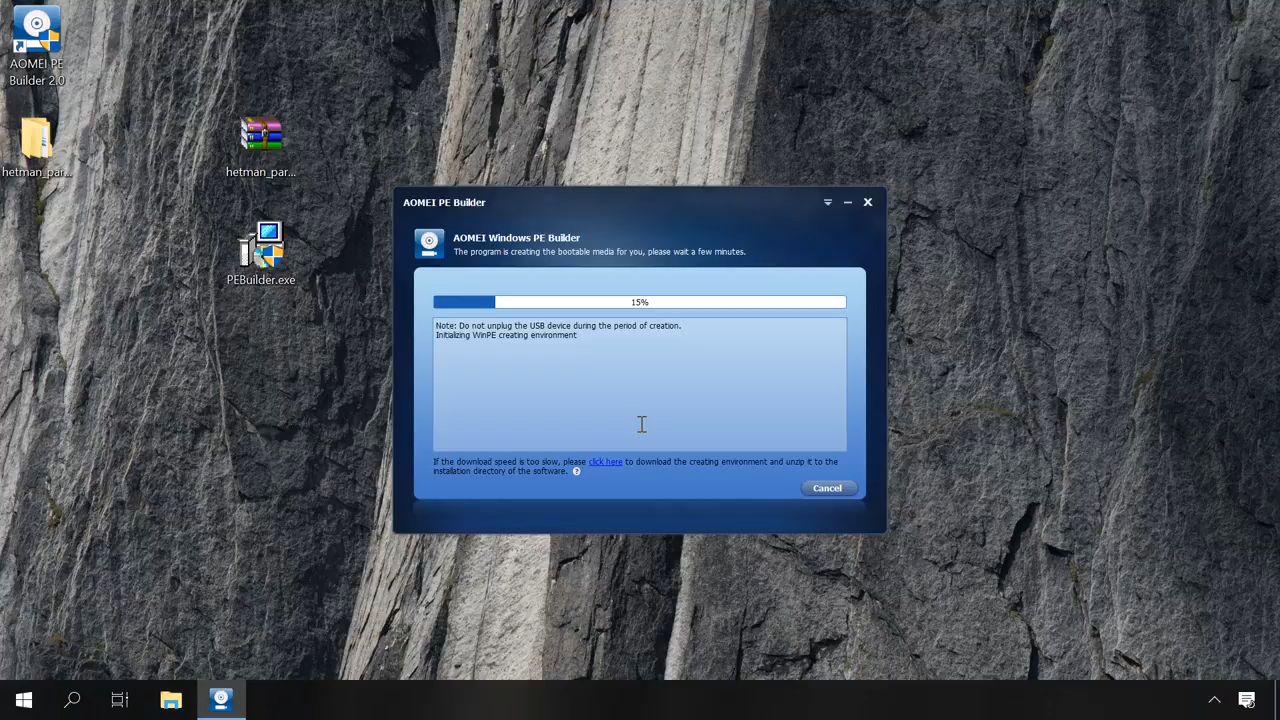 AOMEI PE
Builder 2.0
hetman_par...
hetman_par...
PEBuilder.exe
AOMEI PE Builder
AOMEI Windows PE Builder
The program is creating the bootable media for you, please wait a few minutes.
15%
Note: Do not unplug the USB device during the period of creation.
Initializing WinPE creating environment
If the download speed is too slow, please click here to download the creating environment and unzip it to the
installation directory of the software. ?
Cancel